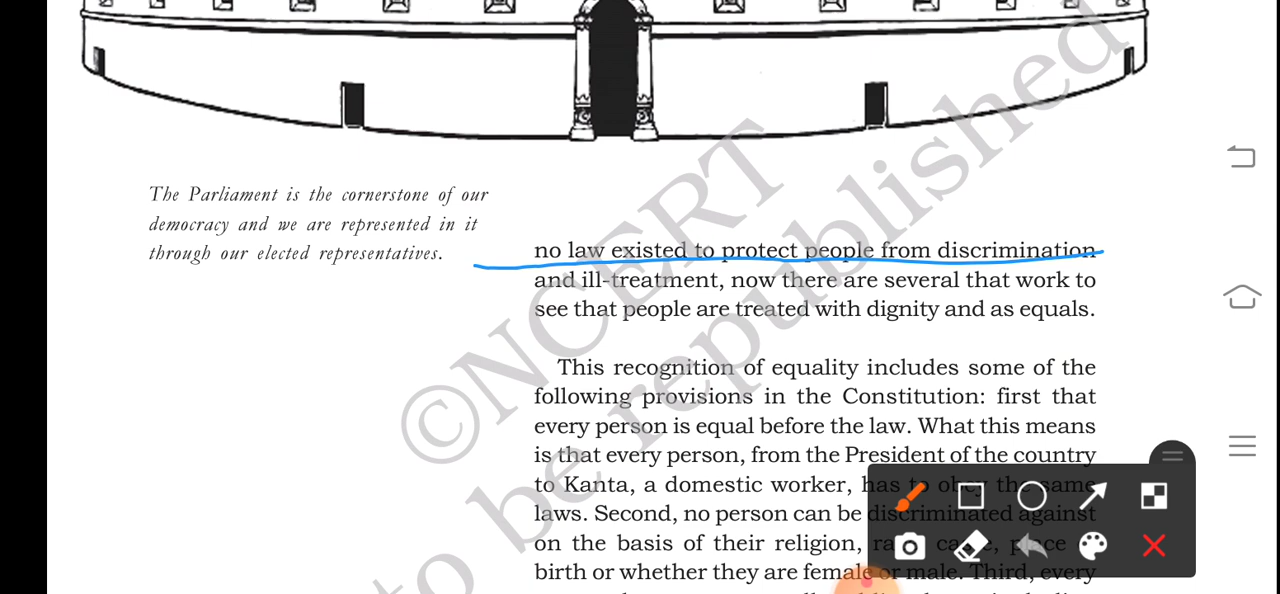 The Parliament is the cornerstone of our
democracy and we are represented in it
through our elected representatives.
no law existed to protect people from discrimination
and ill-treatment, now there are several that work to
see that people are treated with dignity and as equals.
This recognition of equality includes some of the
following provisions in the Constitution: first that
every person is equal before the law. What this means
is that every person, from the President of the country
to Kanta, a domestic worker, has to obey the same
laws. Second, no person can be discriminated against
on the basis of their religion, race, caste, place of
birth or whether they are female or male. Third, every
©NCERT
to be republished